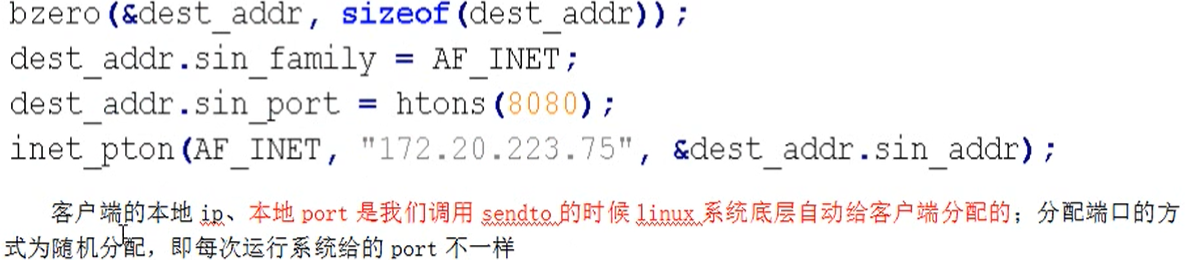 bzero(&dest_addr, sizeof(dest_addr));
dest_addr.sin_family = AF_INET;
dest_addr.sin_port = htons(8080);
inet_pton(AF_INET, "172.20.223.75", &dest_addr.sin_addr);
客户端的本地 ip、本地 port 是我们调用 sendto 的时候 linux 系统底层自动给客户端分配的；分配端口的方
式为随机分配，即每次运行系统给的 port 不一样